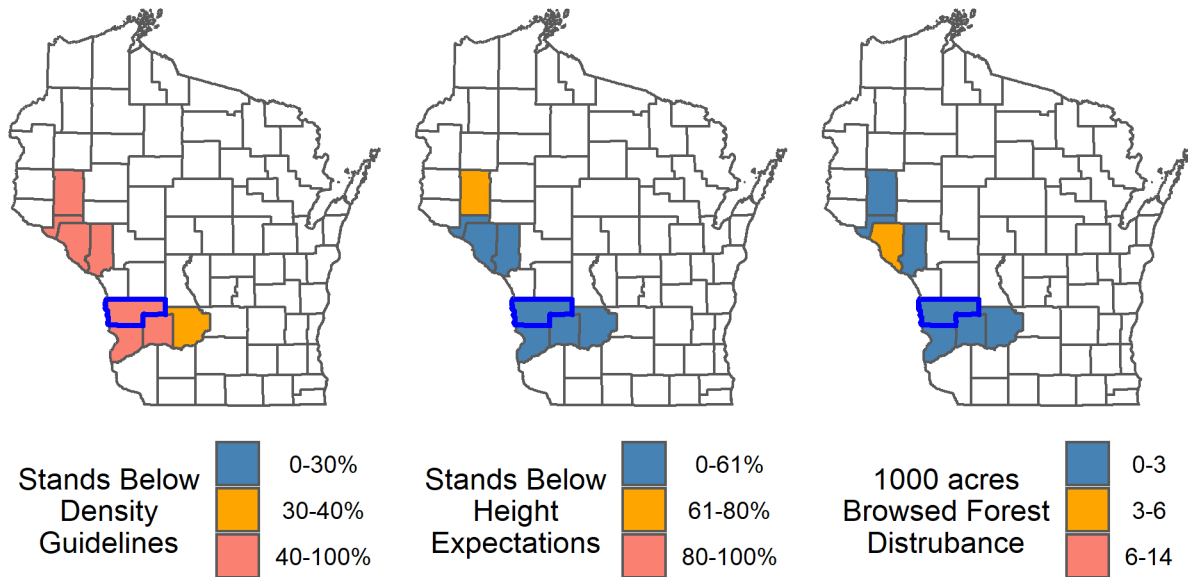 Stands Below
Density
Guidelines
0-30%
30-40%
40-100%
Stands Below
Height
Expectations
0-61%
61-80%
80-100%
1000 acres
Browsed Forest
Distrubance
0-3
3-6
6-14